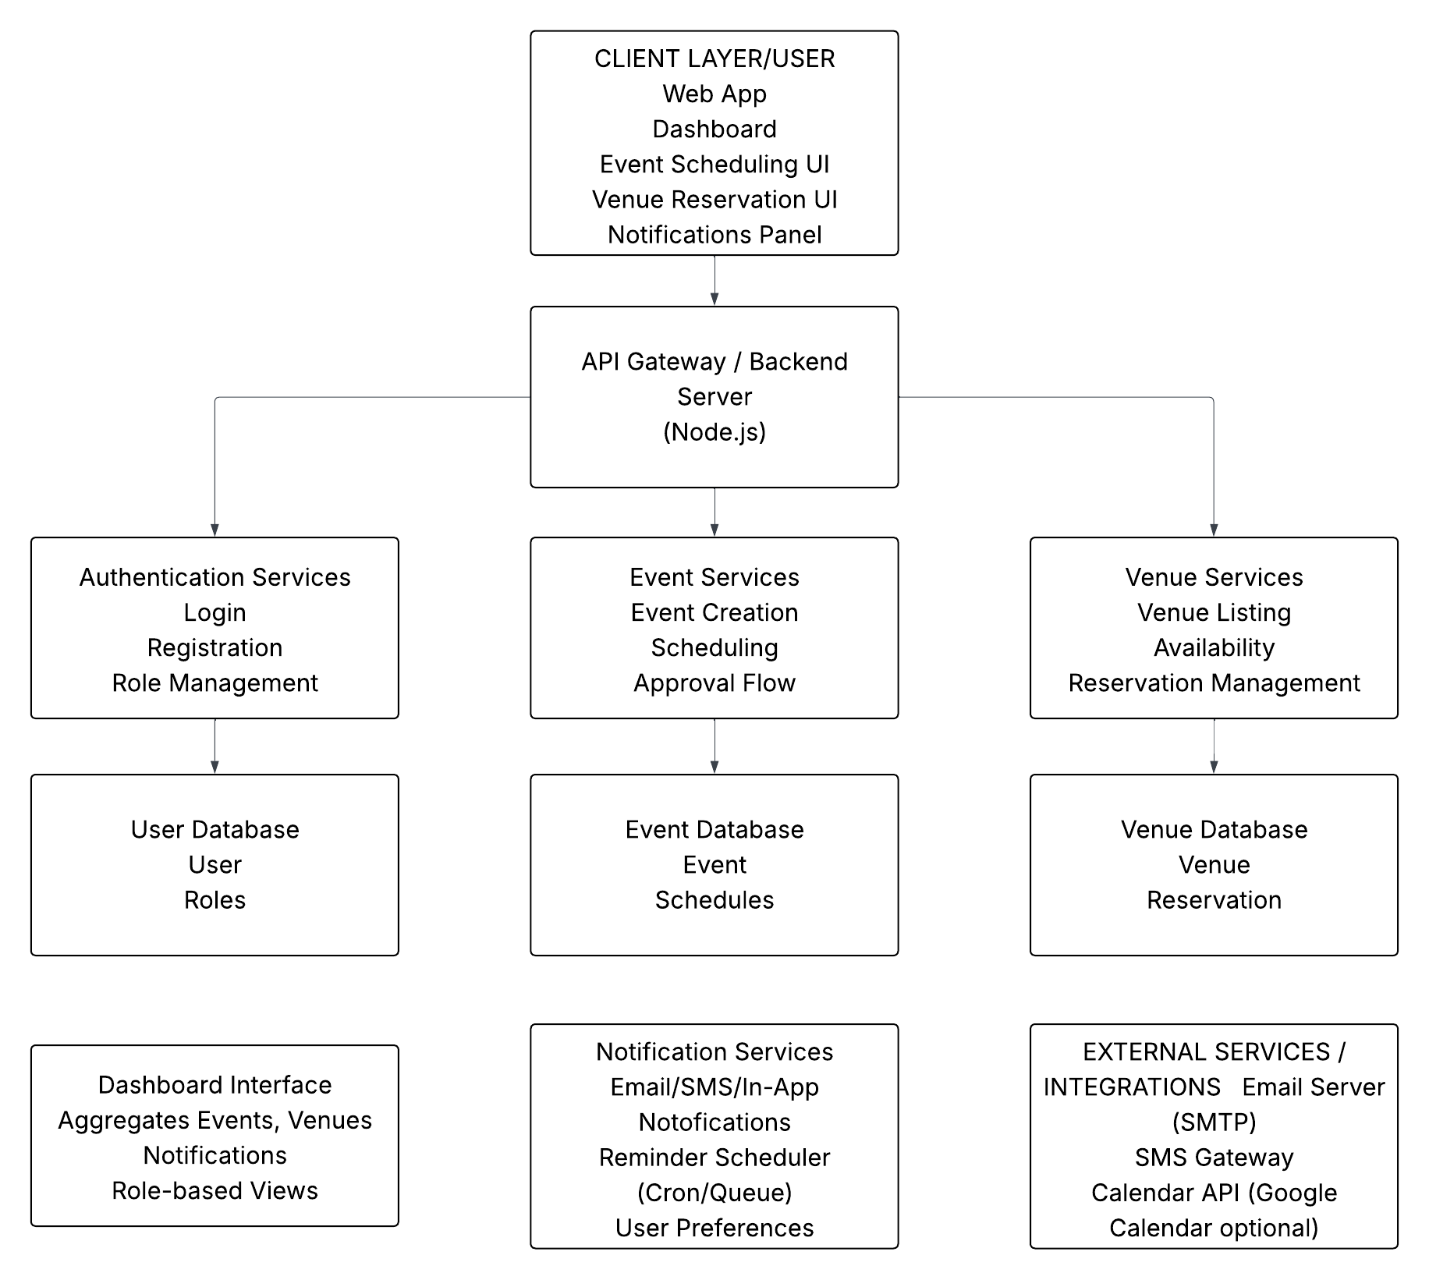 CLIENT LAYER/USER
Web App
Dashboard
Event Scheduling UI
Venue Reservation UI
Notifications Panel
API Gateway / Backend
Server
(Node.js)
Authentication Services
Login
Registration
Role Management
Event Services
Event Creation
Scheduling
Approval Flow
Venue Services
Venue Listing
Availability
Reservation Management
User Database
User
Roles
Event Database
Event
Schedules
Venue Database
Venue
Reservation
Dashboard Interface
Aggregates Events, Venues
Notifications
Role-based Views
Notification Services
Email/SMS/In-App
Notofications
Reminder Scheduler
(Cron/Queue)
User Preferences
EXTERNAL SERVICES /
INTEGRATIONS   Email Server
(SMTP)
SMS Gateway
Calendar API (Google
Calendar optional)